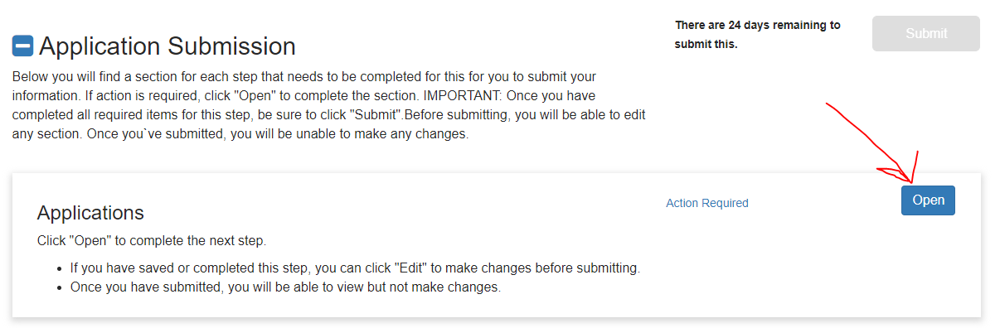 There are 24 days remaining to
submit this.
Submit
Application Submission
Below you will find a section for each step that needs to be completed for this for you to submit your
information. If action is required, click "Open" to complete the section. IMPORTANT: Once you have
completed all required items for this step, be sure to click "Submit".Before submitting, you will be able to edit
any section. Once you`ve submitted, you will be unable to make any changes.
Applications
Action Required
Open
Click "Open" to complete the next step.
• If you have saved or completed this step, you can click "Edit" to make changes before submitting.
• Once you have submitted, you will be able to view but not make changes.